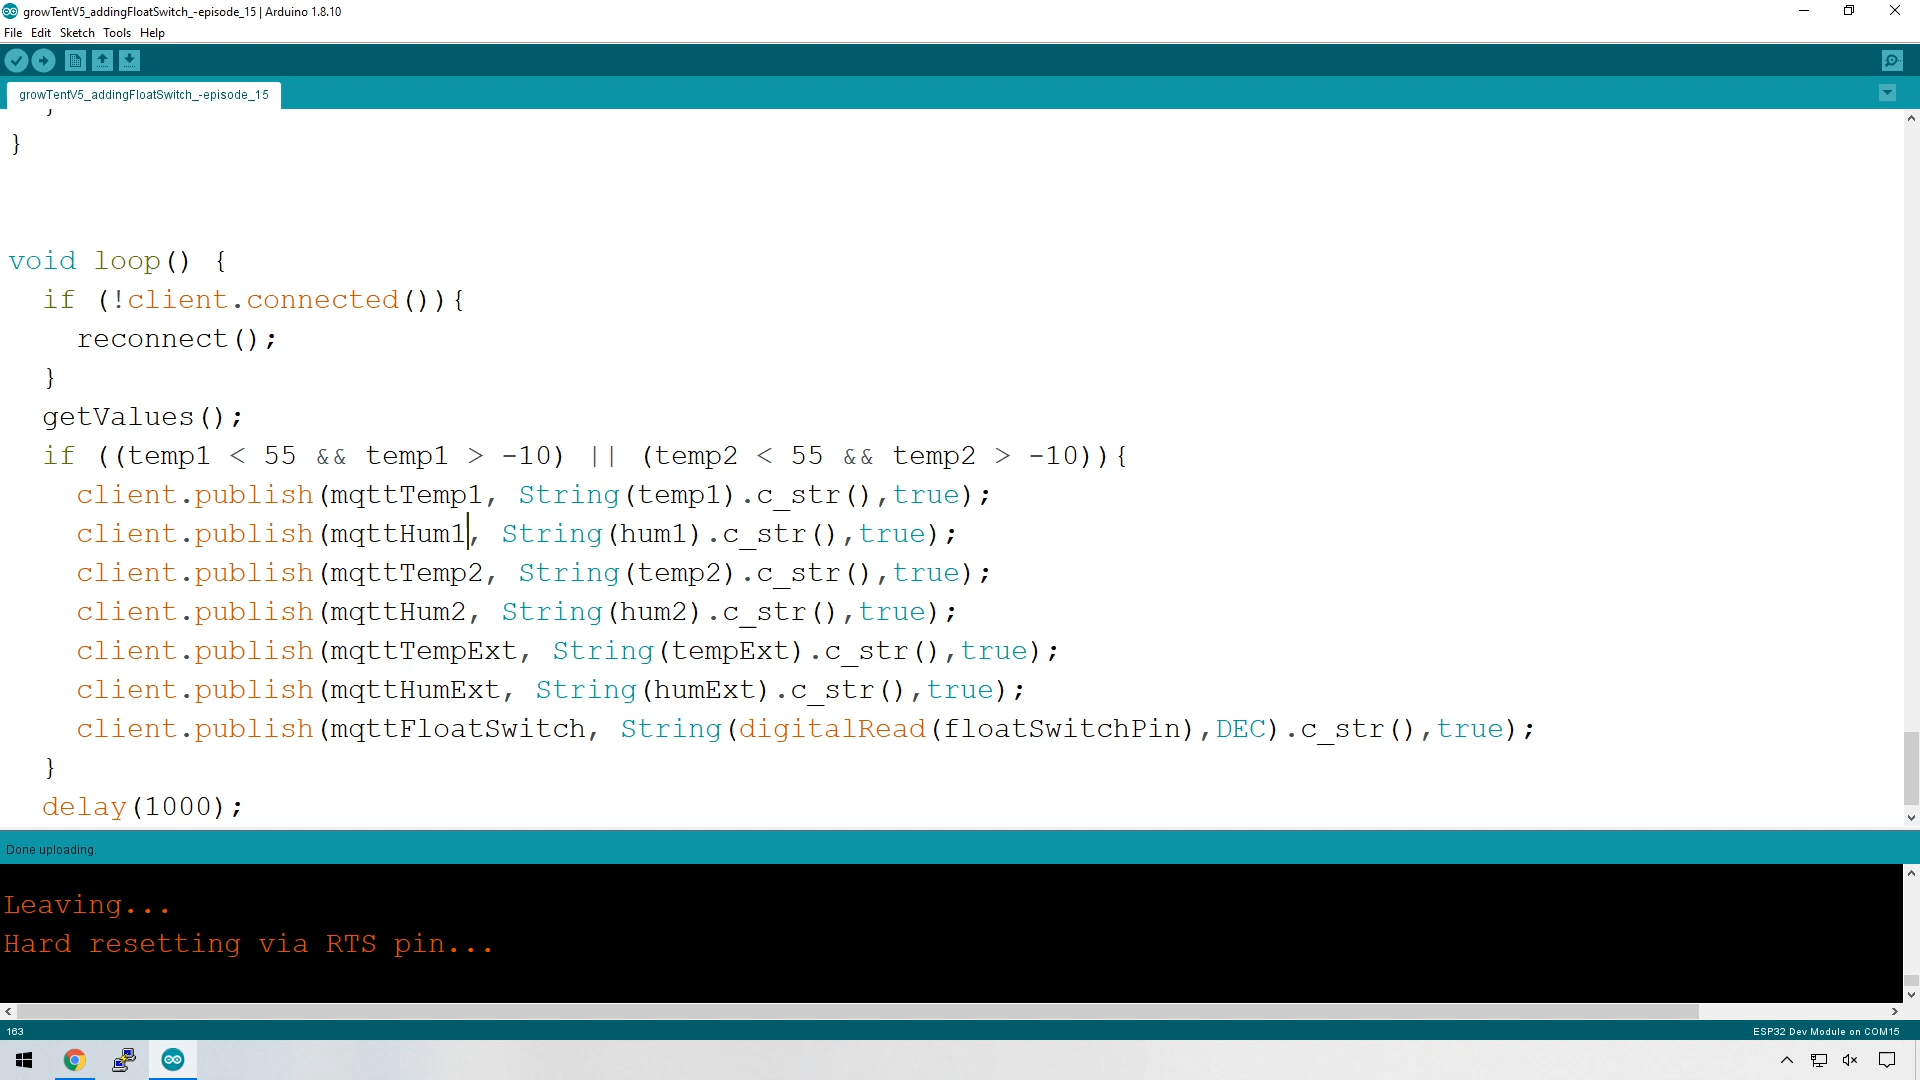 growTentV5_addingFloatSwitch_-episode_15 | Arduino 1.8.10
File Edit Sketch Tools Help
growTentV5_addingFloatSwitch_-episode_15
}
}
void loop() {
  if (!client.connected()){
    reconnect();
  }
  getValues();
  if ((temp1 < 55 && temp1 > -10) || (temp2 < 55 && temp2 > -10)){
    client.publish(mqttTemp1, String(temp1).c_str(),true);
    client.publish(mqttHum1, String(hum1).c_str(),true);
    client.publish(mqttTemp2, String(temp2).c_str(),true);
    client.publish(mqttHum2, String(hum2).c_str(),true);
    client.publish(mqttTempExt, String(tempExt).c_str(),true);
    client.publish(mqttHumExt, String(humExt).c_str(),true);
    client.publish(mqttFloatSwitch, String(digitalRead(floatSwitchPin),DEC).c_str(),true);
  }
  delay(1000);
Done uploading.
Leaving...
Hard resetting via RTS pin...
163
ESP32 Dev Module on COM15